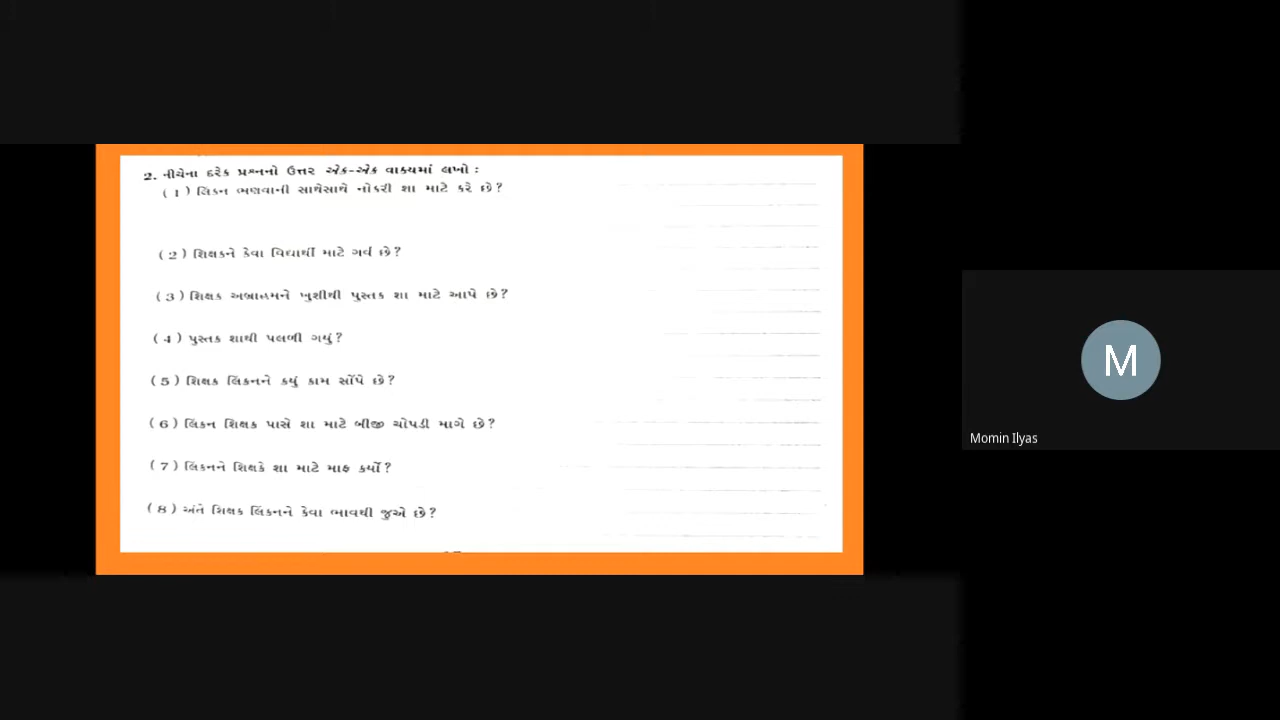 2. નીચેના દરેક પ્રશ્નનો ઉત્તર એક-એક વાક્યમાં લખો :
( 1 ) લિંકન ભણવાની સાથેસાથે નોકરી શા માટે કરે છે?
( 2 ) શિક્ષકને કેવા વિદ્યાર્થી માટે ગર્વ છે?
( 3 ) શિક્ષક અબ્રાહમને ખુશીથી પુસ્તક શા માટે આપે છે?
( 4 ) પુસ્તક શાથી પલળી ગયું?
( 5 ) શિક્ષક લિંકનને કયું કામ સોંપે છે?
( 6 ) લિંકન શિક્ષક પાસે શા માટે બીજી ચોપડી માગે છે?
( 7 ) લિંકનને શિક્ષકે શા માટે માફ કર્યો?
( 8 ) અંતે શિક્ષક લિંકનને કેવા ભાવથી જુએ છે?
M
Momin Ilyas